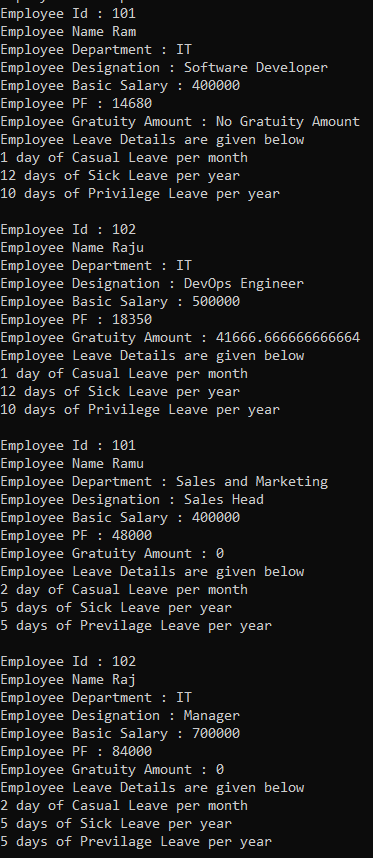 Employee Id : 101
Employee Name Ram
Employee Department : IT
Employee Designation : Software Developer
Employee Basic Salary : 400000
Employee PF : 14680
Employee Gratuity Amount : No Gratuity Amount
Employee Leave Details are given below
1 day of Casual Leave per month
12 days of Sick Leave per year
10 days of Privilege Leave per year

Employee Id : 102
Employee Name Raju
Employee Department : IT
Employee Designation : DevOps Engineer
Employee Basic Salary : 500000
Employee PF : 18350
Employee Gratuity Amount : 41666.666666666664
Employee Leave Details are given below
1 day of Casual Leave per month
12 days of Sick Leave per year
10 days of Privilege Leave per year

Employee Id : 101
Employee Name Ramu
Employee Department : Sales and Marketing
Employee Designation : Sales Head
Employee Basic Salary : 400000
Employee PF : 48000
Employee Gratuity Amount : 0
Employee Leave Details are given below
2 day of Casual Leave per month
5 days of Sick Leave per year
5 days of Previlage Leave per year

Employee Id : 102
Employee Name Raj
Employee Department : IT
Employee Designation : Manager
Employee Basic Salary : 700000
Employee PF : 84000
Employee Gratuity Amount : 0
Employee Leave Details are given below
2 day of Casual Leave per month
5 days of Sick Leave per year
5 days of Previlage Leave per year